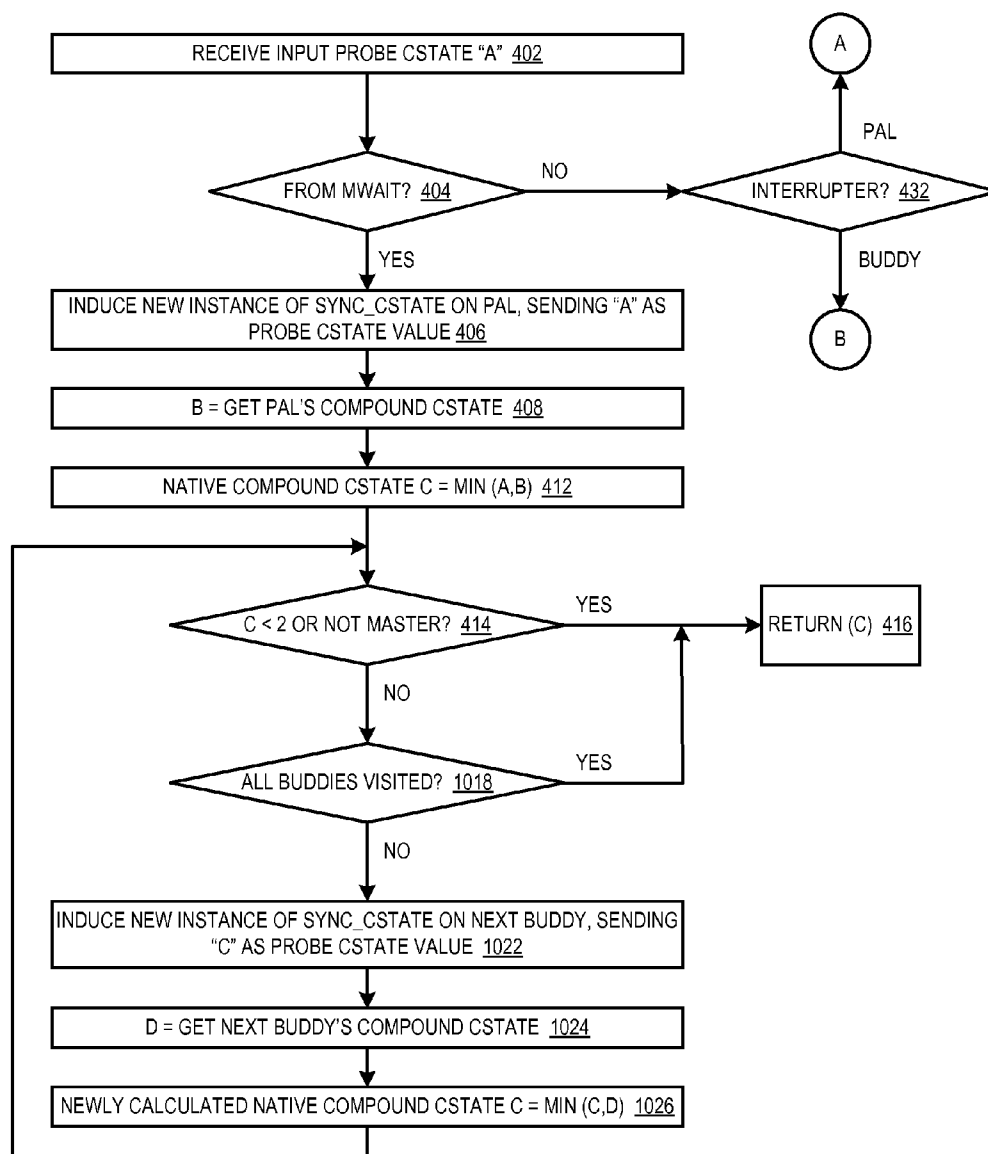 RECEIVE INPUT PROBE CSTATE “A” 402
A
PAL
FROM MWAIT? 404
NO
INTERRUPTER? 432
YES
BUDDY
INDUCE NEW INSTANCE OF SYNC_CSTATE ON PAL, SENDING “A” AS
PROBE CSTATE VALUE 406
B
B = GET PAL'S COMPOUND CSTATE 408
NATIVE COMPOUND CSTATE C = MIN (A,B) 412
C < 2 OR NOT MASTER? 414
YES
RETURN (C) 416
NO
ALL BUDDIES VISITED? 1018
YES
NO
INDUCE NEW INSTANCE OF SYNC_CSTATE ON NEXT BUDDY, SENDING
“C” AS PROBE CSTATE VALUE 1022
D = GET NEXT BUDDY'S COMPOUND CSTATE 1024
NEWLY CALCULATED NATIVE COMPOUND CSTATE C = MIN (C,D) 1026